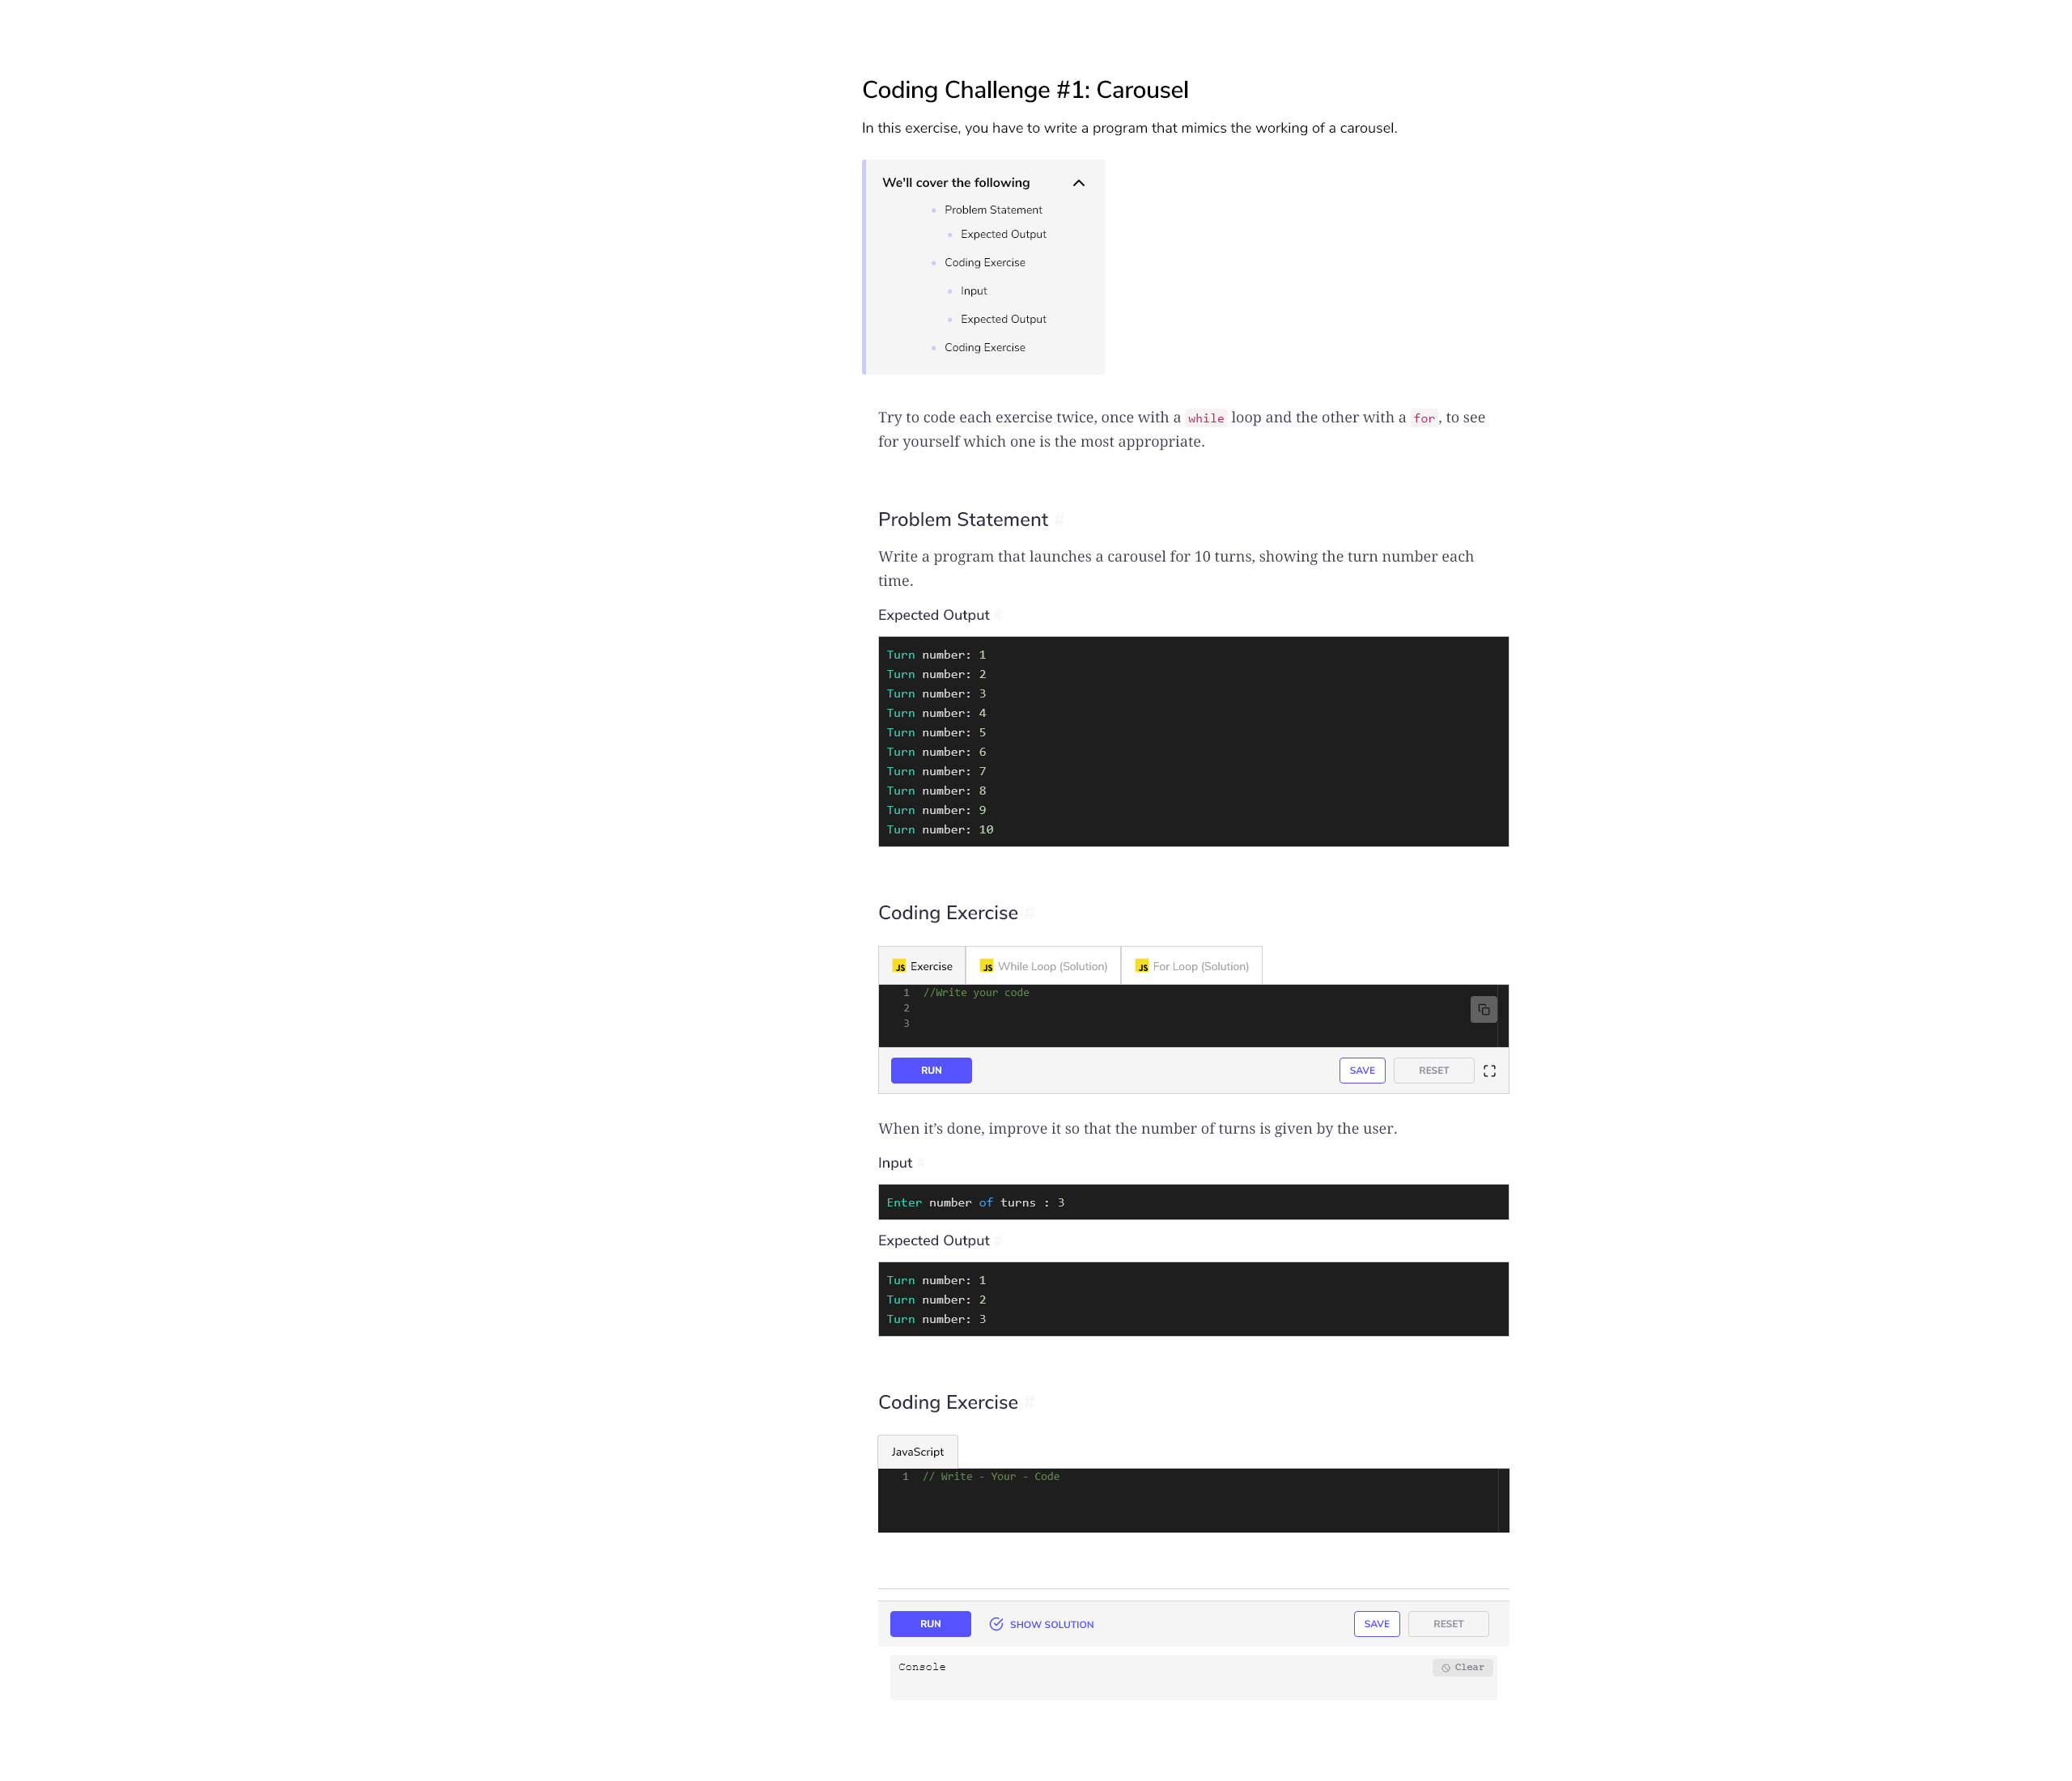 Coding Challenge #1: Carousel
In this exercise, you have to write a program that mimics the working of a carousel.
We'll cover the following
Problem Statement
Expected Output
Coding Exercise
Input
Expected Output
Coding Exercise
Try to code each exercise twice, once with a while loop and the other with a for, to see
for yourself which one is the most appropriate.
Problem Statement #
Write a program that launches a carousel for 10 turns, showing the turn number each
time.
Expected Output #
Turn number: 1
Turn number: 2
Turn number: 3
Turn number: 4
Turn number: 5
Turn number: 6
Turn number: 7
Turn number: 8
Turn number: 9
Turn number: 10
Coding Exercise #
JS Exercise JS While Loop (Solution) JS For Loop (Solution)
1 //Write your code
2
3
RUN SAVE RESET
When it’s done, improve it so that the number of turns is given by the user.
Input #
Enter number of turns : 3
Expected Output #
Turn number: 1
Turn number: 2
Turn number: 3
Coding Exercise #
JavaScript
1 // Write - Your - Code
RUN SHOW SOLUTION SAVE RESET
Console Clear